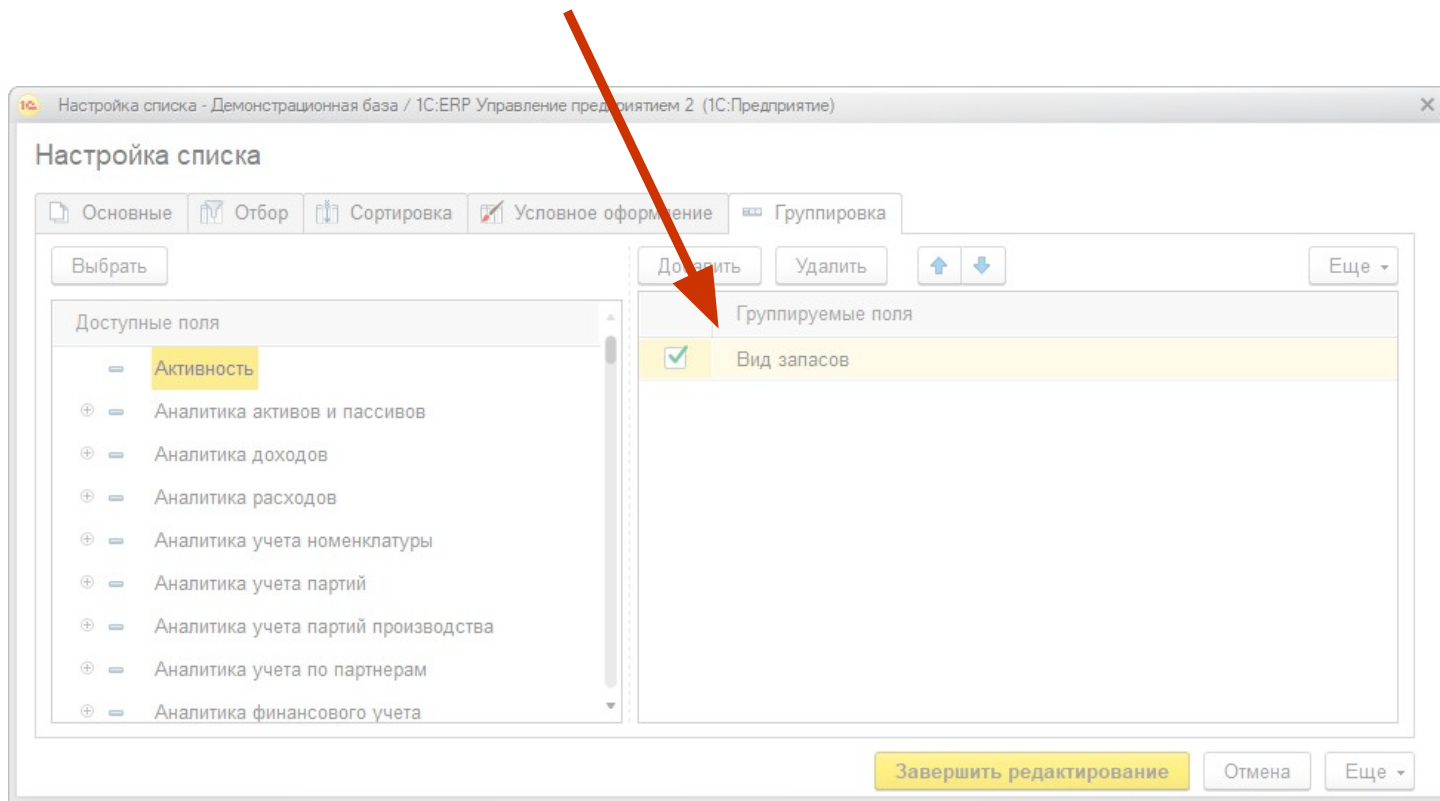 Настройка списка - Демонстрационная база / 1С:ERP Управление предприятием 2 (1С:Предприятие)
Настройка списка
Основные Отбор Сортировка Условное оформление Группировка
Выбрать Добавить Удалить Еще
Доступные поля Группируемые поля
Активность Вид запасов
Аналитика активов и пассивов
Аналитика доходов
Аналитика расходов
Аналитика учета номенклатуры
Аналитика учета партий
Аналитика учета партий производства
Аналитика учета по партнерам
Аналитика финансового учета
Завершить редактирование Отмена Еще